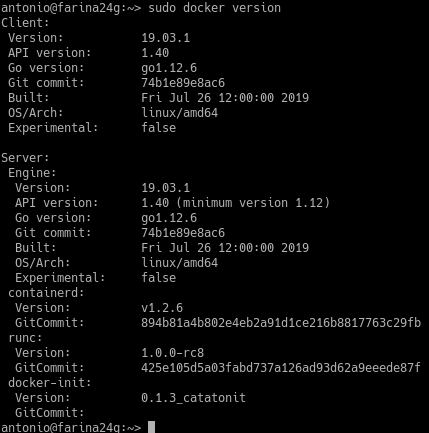 antonio@farina24g:~> sudo docker version
Client:
 Version:           19.03.1
 API version:       1.40
 Go version:        go1.12.6
 Git commit:        74b1e89e8ac6
 Built:             Fri Jul 26 12:00:00 2019
 OS/Arch:           linux/amd64
 Experimental:      false

Server:
 Engine:
  Version:          19.03.1
  API version:      1.40 (minimum version 1.12)
  Go version:       go1.12.6
  Git commit:       74b1e89e8ac6
  Built:            Fri Jul 26 12:00:00 2019
  OS/Arch:          linux/amd64
  Experimental:     false
 containerd:
  Version:          v1.2.6
  GitCommit:        894b81a4b802e4eb2a91d1ce216b8817763c29fb
 runc:
  Version:          1.0.0-rc8
  GitCommit:        425e105d5a03fabd737a126ad93d62a9eeede87f
 docker-init:
  Version:          0.1.3_catatonit
  GitCommit:
antonio@farina24g:~>